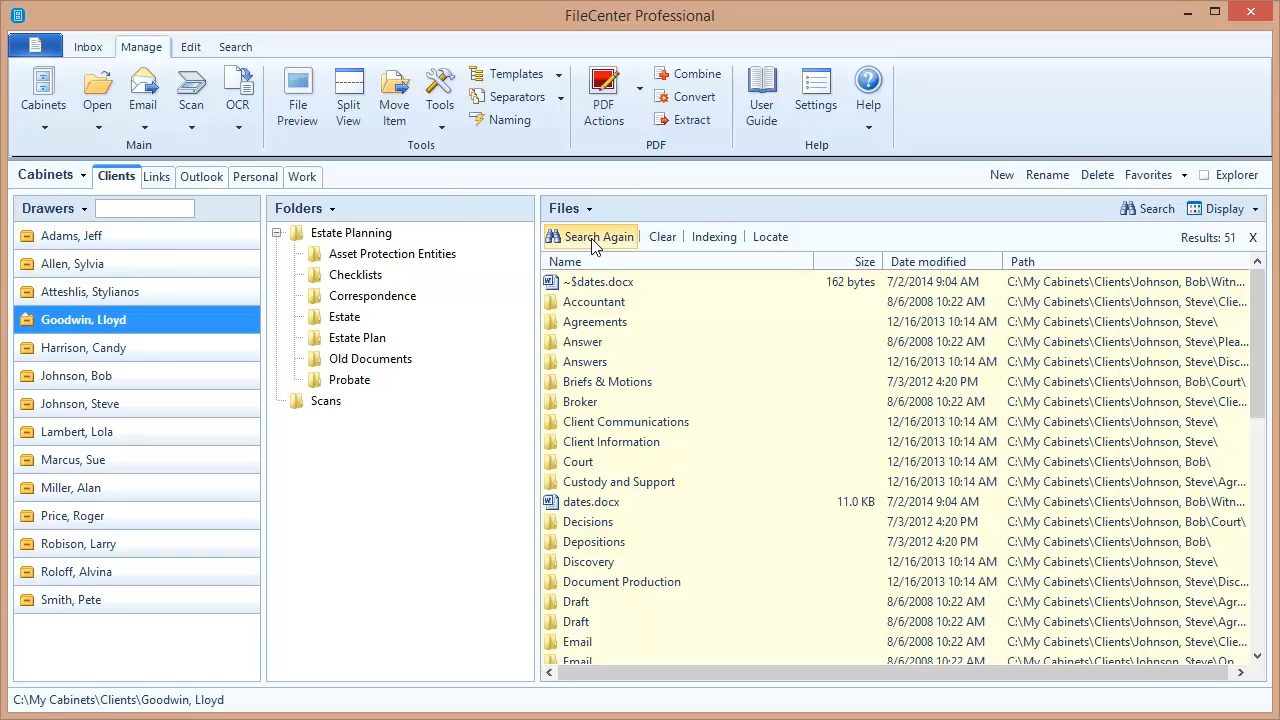 FileCenter Professional
Inbox Manage Edit Search
Cabinets Open Email Scan OCR
Main
File Preview Split View Move Item Tools
Templates
Separators
Naming
Tools
PDF Actions
Combine
Convert
Extract
PDF
User Guide Settings Help
Help
Cabinets Clients Links Outlook Personal Work
New Rename Delete Favorites Explorer
Drawers
Adams, Jeff
Allen, Sylvia
Atteshlis, Stylianos
Goodwin, Lloyd
Harrison, Candy
Johnson, Bob
Johnson, Steve
Lambert, Lola
Marcus, Sue
Miller, Alan
Price, Roger
Robison, Larry
Roloff, Alvina
Smith, Pete
Folders
Estate Planning
Asset Protection Entities
Checklists
Correspondence
Estate
Estate Plan
Old Documents
Probate
Scans
Files Search Display
Search Again Clear Indexing Locate Results: 51 X
Name Size Date modified Path
~$dates.docx 162 bytes 7/2/2014 9:04 AM C:\My Cabinets\Clients\Johnson, Bob\Witn...
Accountant 8/6/2008 10:22 AM C:\My Cabinets\Clients\Johnson, Steve\Clie...
Agreements 12/16/2013 10:14 AM C:\My Cabinets\Clients\Johnson, Steve\
Answer 8/6/2008 10:22 AM C:\My Cabinets\Clients\Johnson, Steve\Plea...
Answers 12/16/2013 10:14 AM C:\My Cabinets\Clients\Johnson, Steve\Disc...
Briefs & Motions 7/3/2012 4:20 PM C:\My Cabinets\Clients\Johnson, Bob\Court\
Broker 8/6/2008 10:22 AM C:\My Cabinets\Clients\Johnson, Steve\Clie...
Client Communications 12/16/2013 10:14 AM C:\My Cabinets\Clients\Johnson, Steve\
Client Information 12/16/2013 10:14 AM C:\My Cabinets\Clients\Johnson, Steve\
Court 12/16/2013 10:14 AM C:\My Cabinets\Clients\Johnson, Bob\
Custody and Support 12/16/2013 10:14 AM C:\My Cabinets\Clients\Johnson, Steve\Agr...
dates.docx 11.0 KB 7/2/2014 9:04 AM C:\My Cabinets\Clients\Johnson, Bob\Witn...
Decisions 7/3/2012 4:20 PM C:\My Cabinets\Clients\Johnson, Bob\Court\
Depositions 7/3/2012 4:20 PM C:\My Cabinets\Clients\Johnson, Bob\
Discovery 12/16/2013 10:14 AM C:\My Cabinets\Clients\Johnson, Steve\
Document Production 12/16/2013 10:14 AM C:\My Cabinets\Clients\Johnson, Steve\Disc...
Draft 8/6/2008 10:22 AM C:\My Cabinets\Clients\Johnson, Steve\Agr...
Draft 8/6/2008 10:22 AM C:\My Cabinets\Clients\Johnson, Steve\Agr...
Email 8/6/2008 10:22 AM C:\My Cabinets\Clients\Johnson, Steve\Clie...
Email 8/6/2008 10:22 AM C:\My Cabinets\Clients\Johnson, Steve\Op...
C:\My Cabinets\Clients\Goodwin, Lloyd